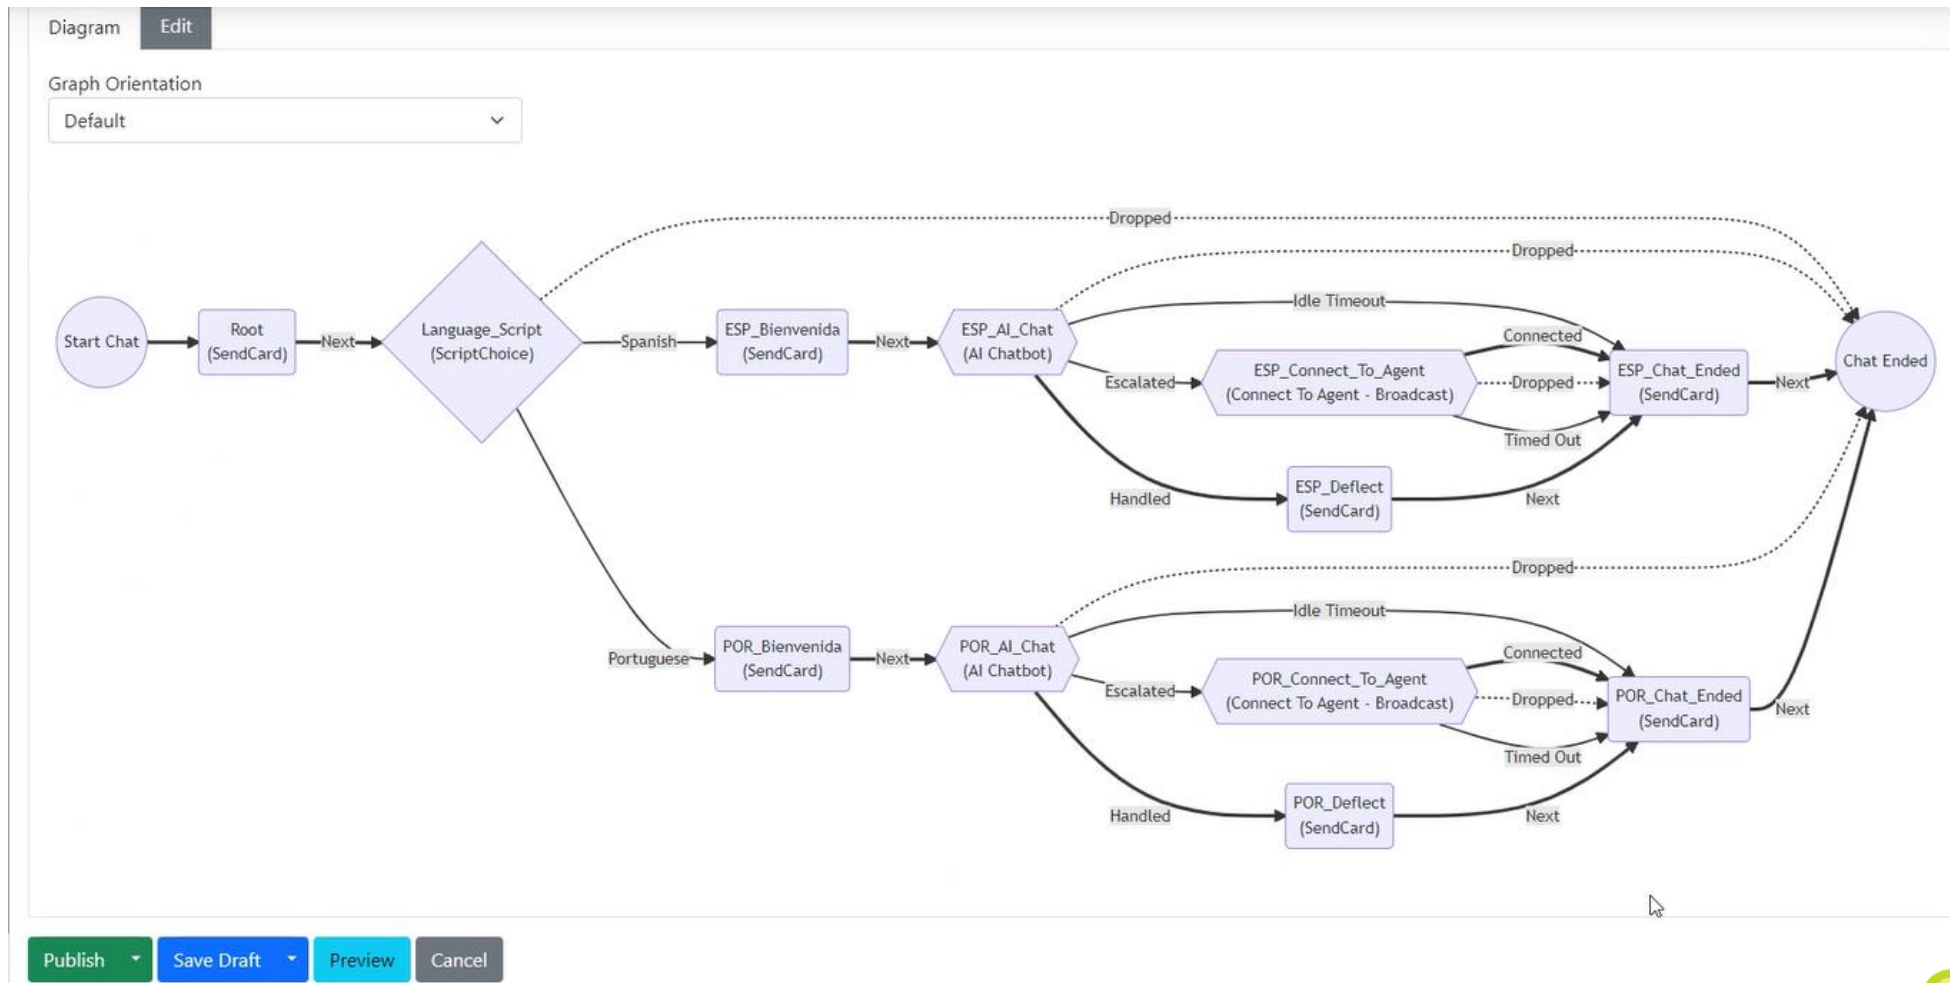 Diagram
Edit
Graph Orientation
Default
Dropped
Dropped
Idle Timeout
Start Chat
Root
(SendCard)
Next
Language_Script
(ScriptChoice)
Spanish
ESP_Bienvenida
(SendCard)
Next
ESP_AI_Chat
(AI Chatbot)
Escalated
ESP_Connect_To_Agent
(Connect To Agent - Broadcast)
Connected
Dropped
Timed Out
ESP_Chat_Ended
(SendCard)
Next
Chat Ended
Handled
ESP_Deflect
(SendCard)
Next
Dropped
Idle Timeout
Portuguese
POR_Bienvenida
(SendCard)
Next
POR_AI_Chat
(AI Chatbot)
Escalated
POR_Connect_To_Agent
(Connect To Agent - Broadcast)
Connected
Dropped
Timed Out
POR_Chat_Ended
(SendCard)
Next
Handled
POR_Deflect
(SendCard)
Next
Publish
Save Draft
Preview
Cancel